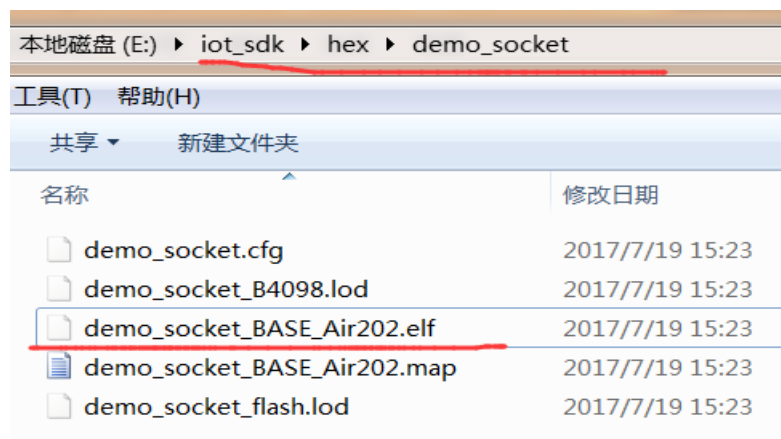 本地磁盘 (E:) ▸ iot_sdk ▸ hex ▸ demo_socket
工具(T) 帮助(H)
共享 ▾ 新建文件夹
名称 修改日期
demo_socket.cfg 2017/7/19 15:23
demo_socket_B4098.lod 2017/7/19 15:23
demo_socket_BASE_Air202.elf 2017/7/19 15:23
demo_socket_BASE_Air202.map 2017/7/19 15:23
demo_socket_flash.lod 2017/7/19 15:23